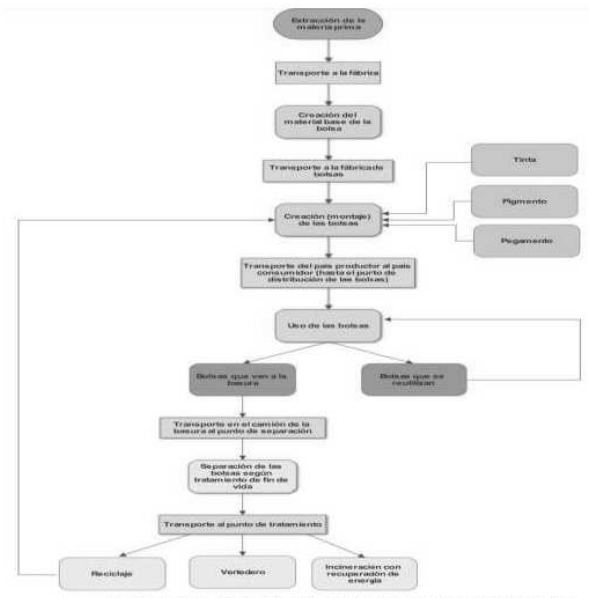 Extracción de la
materia prima
Transporte a la fábrica
Creación del
material base de la
bolsa
Transporte a la fábrica de
bolsas
Tinta
Pigmento
Pegamento
Creación (montaje)
de las bolsas
Transporte del país productor al país
consumidor (hasta el punto de
distribución de las bolsas)
Uso de las bolsas
Bolsas que van a la
basura
Bolsas que se
reutilizan
Transporte en el camión de la
basura al punto de separación
Separación de las
bolsas según
tratamiento de fin de
vida
Transporte al punto de tratamiento
Reciclaje
Vertedero
Incineración con
recuperación de
energía